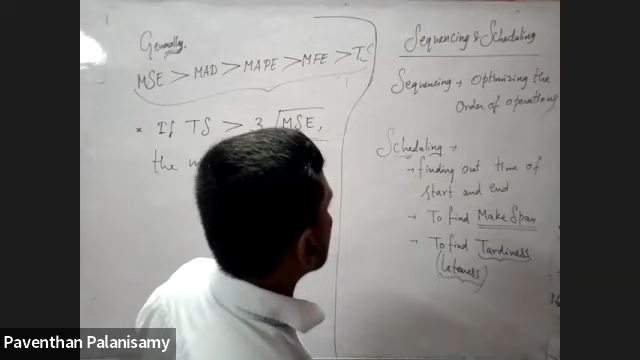 Generally,
MSE > MAD > MAPE > MFE > TS
* If TS > 3 √MSE,
the
Sequencing & Scheduling
Sequencing → Optimizing the
Order of operations
Scheduling →
→ finding out time of
start and end
→ To find Make Span
→ To find Tardiness
(lateness)
Paventhan Palanisamy